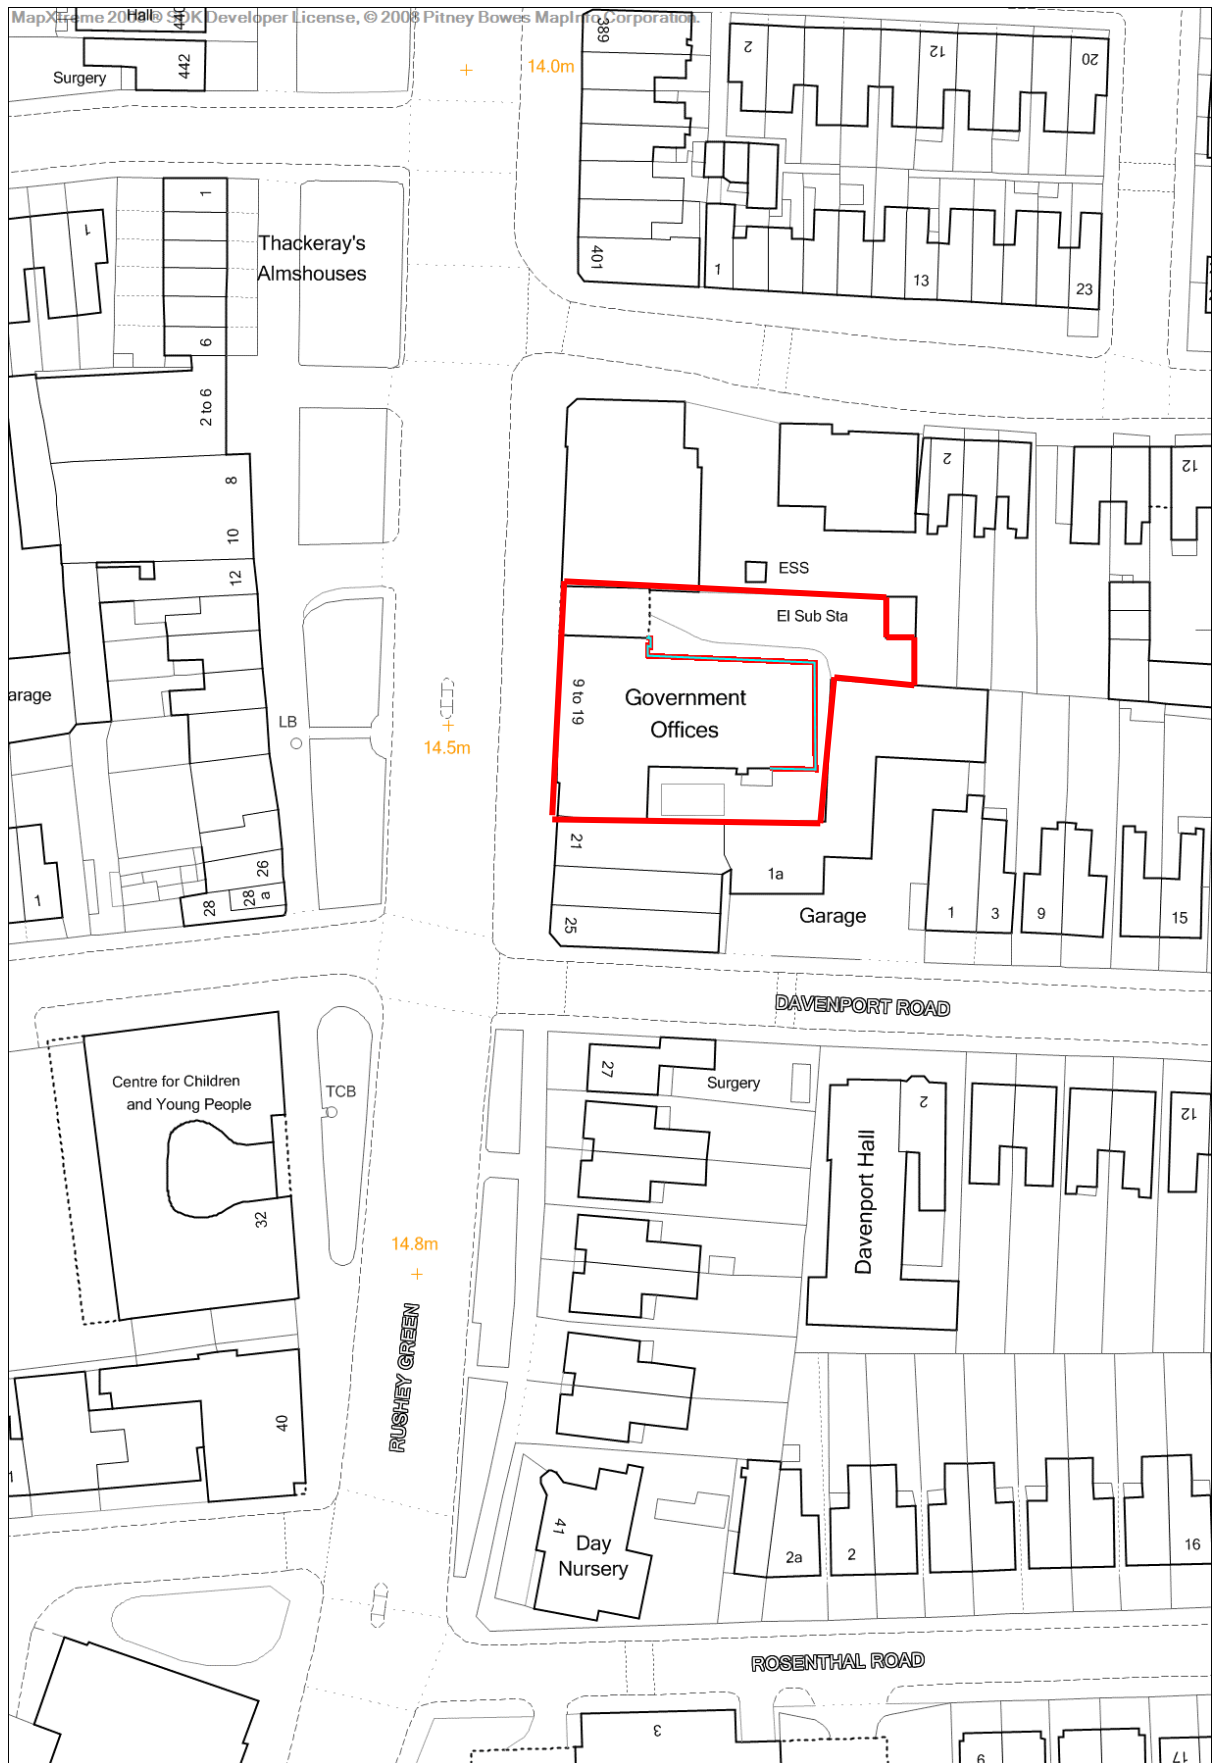 MapXtreme 2008 ® SDK Developer License, © 2008 Pitney Bowes MapInfo Corporation.
Hall
440
442
Surgery
14.0m
389
2
12
20
1
1
Thackeray's
Almshouses
401
1
13
23
6
2 to 6
8
10
12
2
12
ESS
El Sub Sta
arage
9 to 19
Government
Offices
LB
14.5m
21
26
28
a
28
1
1a
25
Garage
1
3
9
15
DAVENPORT ROAD
Centre for Children
and Young People
TCB
27
Surgery
2
12
Davenport Hall
32
14.8m
RUSHEY GREEN
40
1
41
Day
Nursery
2a
2
16
ROSENTHAL ROAD
3
9
17